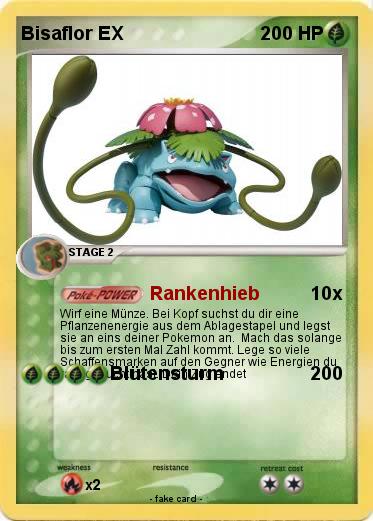 Bisaflor EX 200 HP
STAGE 2
Poké-POWER Rankenhieb 10x
Wirf eine Münze. Bei Kopf suchst du dir eine
Pflanzenenergie aus dem Ablagestapel und legst
sie an eins deiner Pokemon an. Mach das solange
bis zum ersten Mal Zahl kommt. Lege so viele
Schaffensmarken auf den Gegner wie Energien du
Blütensturm 200
weakness resistance retreat cost
x2
- fake card -